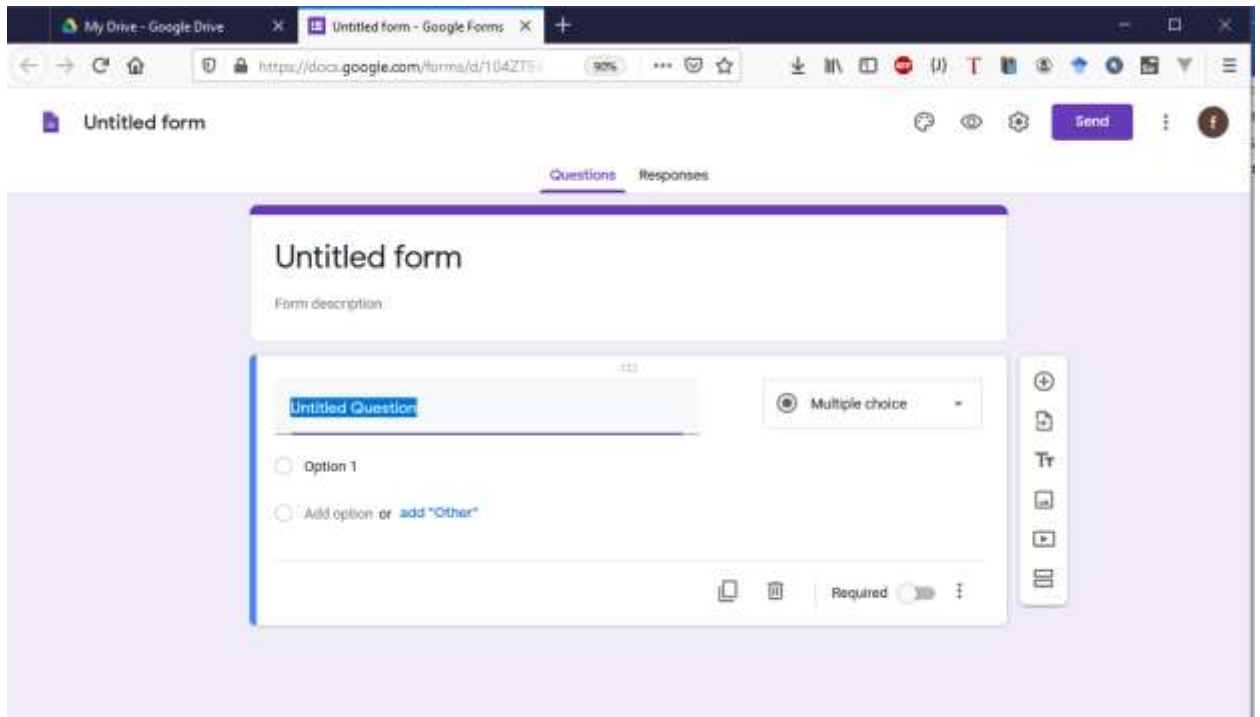 My Drive - Google Drive
Untitled form - Google Forms
https://docs.google.com/forms/d/104ZT5
90%
Untitled form
Send
f
Questions Responses
Untitled form
Form description
Untitled Question
Multiple choice
Option 1
Add option or add "Other"
Required